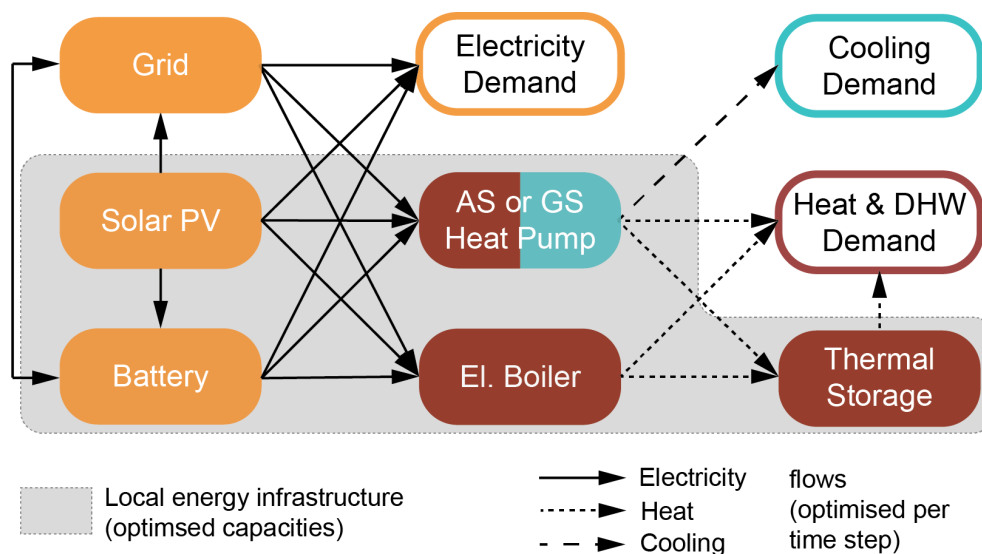 Grid
Electricity
Demand
Cooling
Demand
Solar PV
AS or GS
Heat Pump
Heat & DHW
Demand
Battery
El. Boiler
Thermal
Storage
Local energy infrastructure
(optimsed capacities)
Electricity
Heat
Cooling
flows
(optimised per
time step)